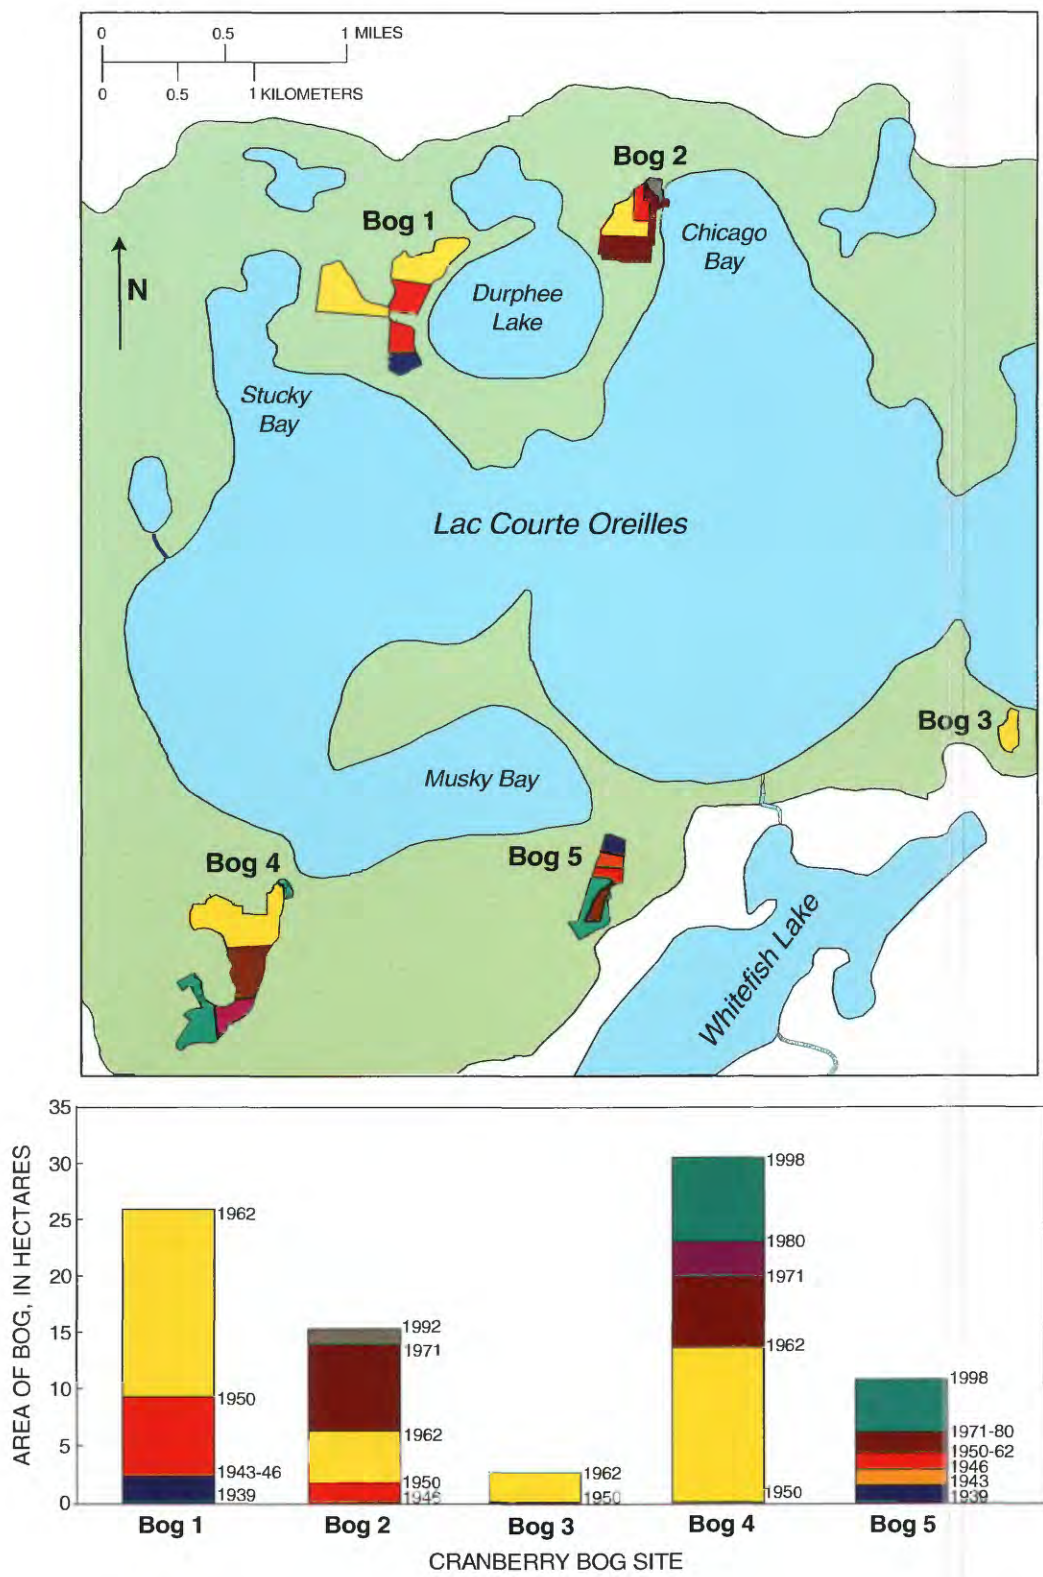 0 0.5 1 MILES
0 0.5 1 KILOMETERS
N
Bog 1
Bog 2
Chicago
Bay
Durphee
Lake
Stucky
Bay
Lac Courte Oreilles
Bog 3
Musky Bay
Bog 4
Bog 5
Whitefish Lake
AREA OF BOG, IN HECTARES
35
30
25
20
15
10
5
0
1962
1950
1943-46
1939
1992
1971
1962
1950
1946
1962
1950
1998
1980
1971
1962
1950
1998
1971-80
1950-62
1946
1943
1939
Bog 1 Bog 2 Bog 3 Bog 4 Bog 5
CRANBERRY BOG SITE